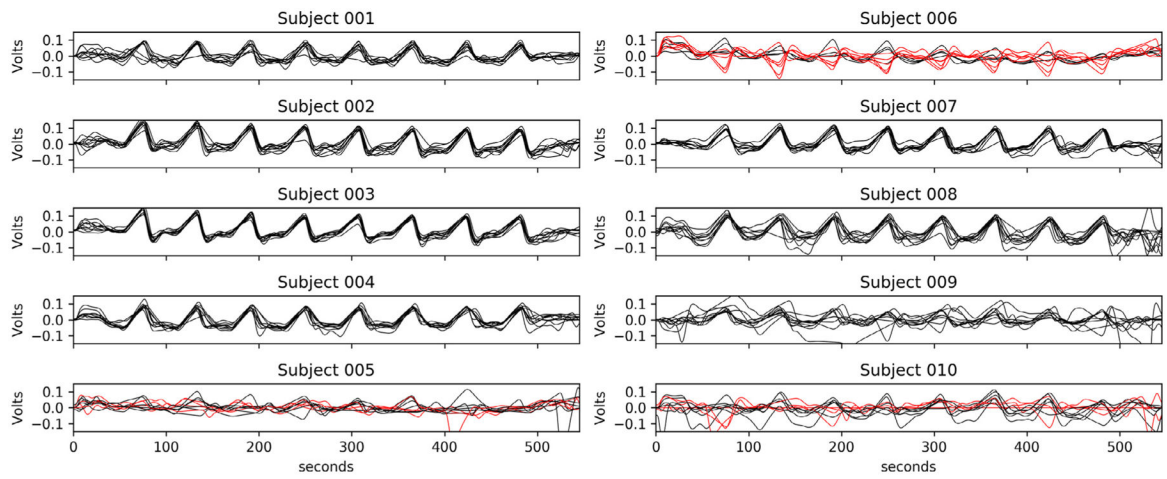 Subject 001
Volts
0.1
0.0
−0.1
Subject 002
Volts
0.1
0.0
−0.1
Subject 003
Volts
0.1
0.0
−0.1
Subject 004
Volts
0.1
0.0
−0.1
Subject 005
Volts
0.1
0.0
−0.1
0 100 200 300 400 500
seconds
Subject 006
Volts
0.1
0.0
−0.1
Subject 007
Volts
0.1
0.0
−0.1
Subject 008
Volts
0.1
0.0
−0.1
Subject 009
Volts
0.1
0.0
−0.1
Subject 010
Volts
0.1
0.0
−0.1
0 100 200 300 400 500
seconds